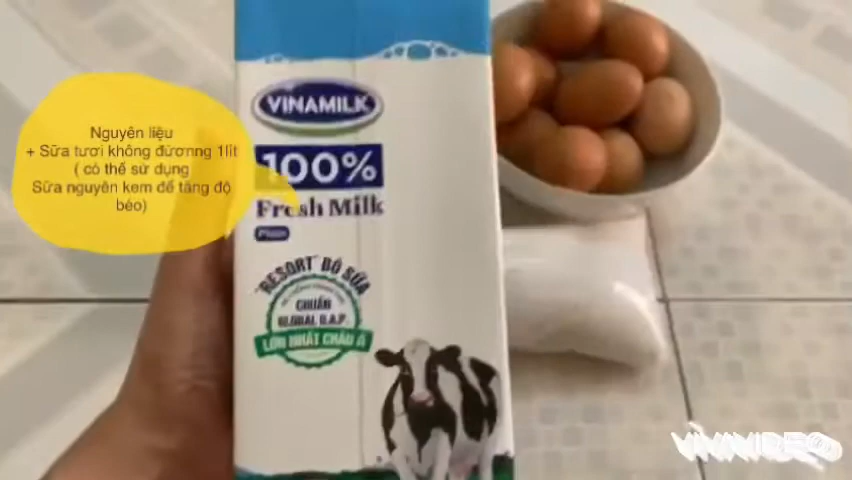 Nguyên liệu
+ Sữa tươi không đừơnng 1lít
( có thể sử dụng
Sữa nguyên kem để tăng độ
béo)
VINAMILK
100%
Fresh Milk
Plain
"RESORT" BÒ SỮA
CHUẨN
GLOBAL G.A.P.
LỚN NHẤT CHÂU Á
VIVAVIDEO